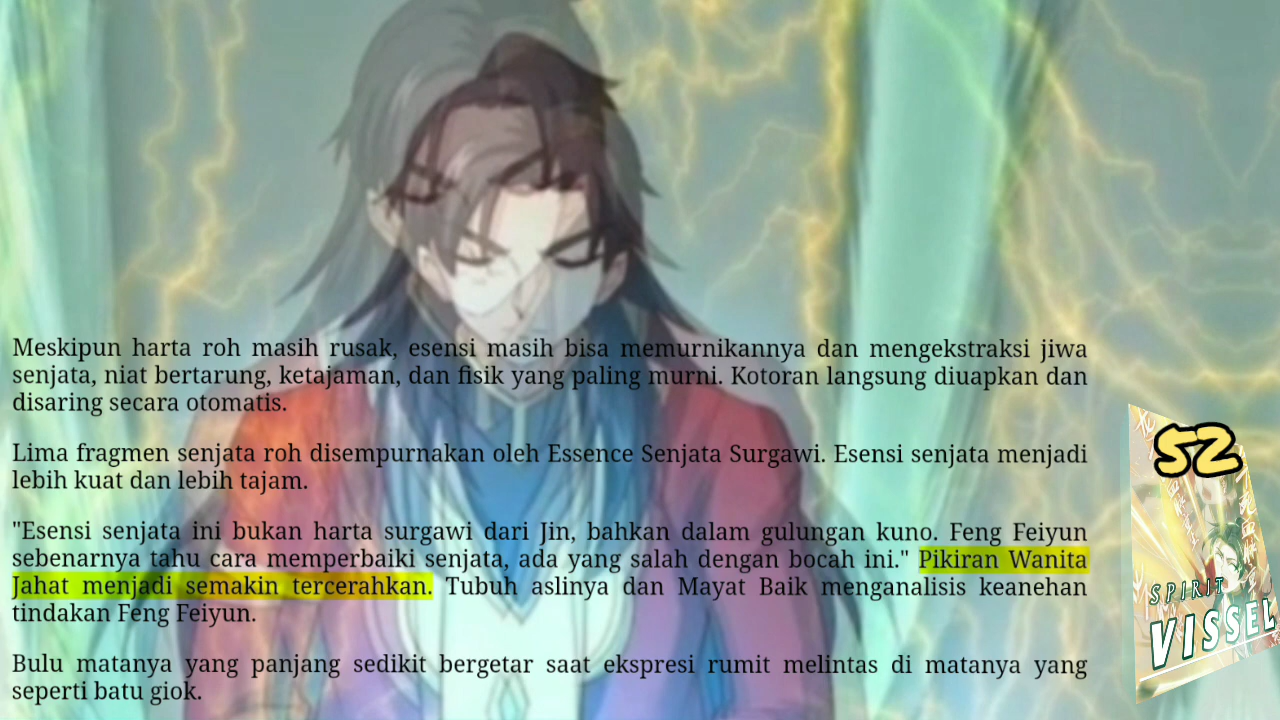 Meskipun harta roh masih rusak, esensi masih bisa memurnikannya dan mengekstraksi jiwa
senjata, niat bertarung, ketajaman, dan fisik yang paling murni. Kotoran langsung diuapkan dan
disaring secara otomatis.
Lima fragmen senjata roh disempurnakan oleh Essence Senjata Surgawi. Esensi senjata menjadi
lebih kuat dan lebih tajam.
"Esensi senjata ini bukan harta surgawi dari Jin, bahkan dalam gulungan kuno. Feng Feiyun
sebenarnya tahu cara memperbaiki senjata, ada yang salah dengan bocah ini." Pikiran Wanita
Jahat menjadi semakin tercerahkan. Tubuh aslinya dan Mayat Baik menganalisis keanehan
tindakan Feng Feiyun.
Bulu matanya yang panjang sedikit bergetar saat ekspresi rumit melintas di matanya yang
seperti batu giok.
SZ
SPIRIT
VISSEL